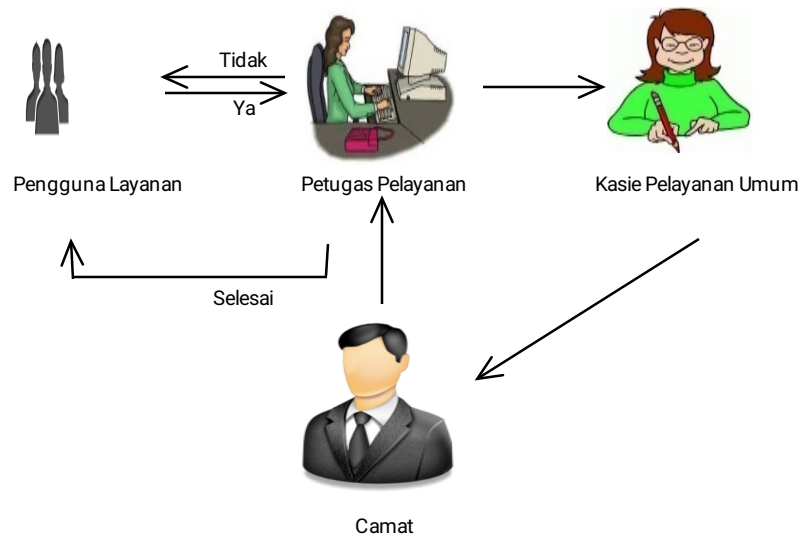 Tidak
Ya
Pengguna Layanan
Petugas Pelayanan
Kasie Pelayanan Umum
Selesai
Camat